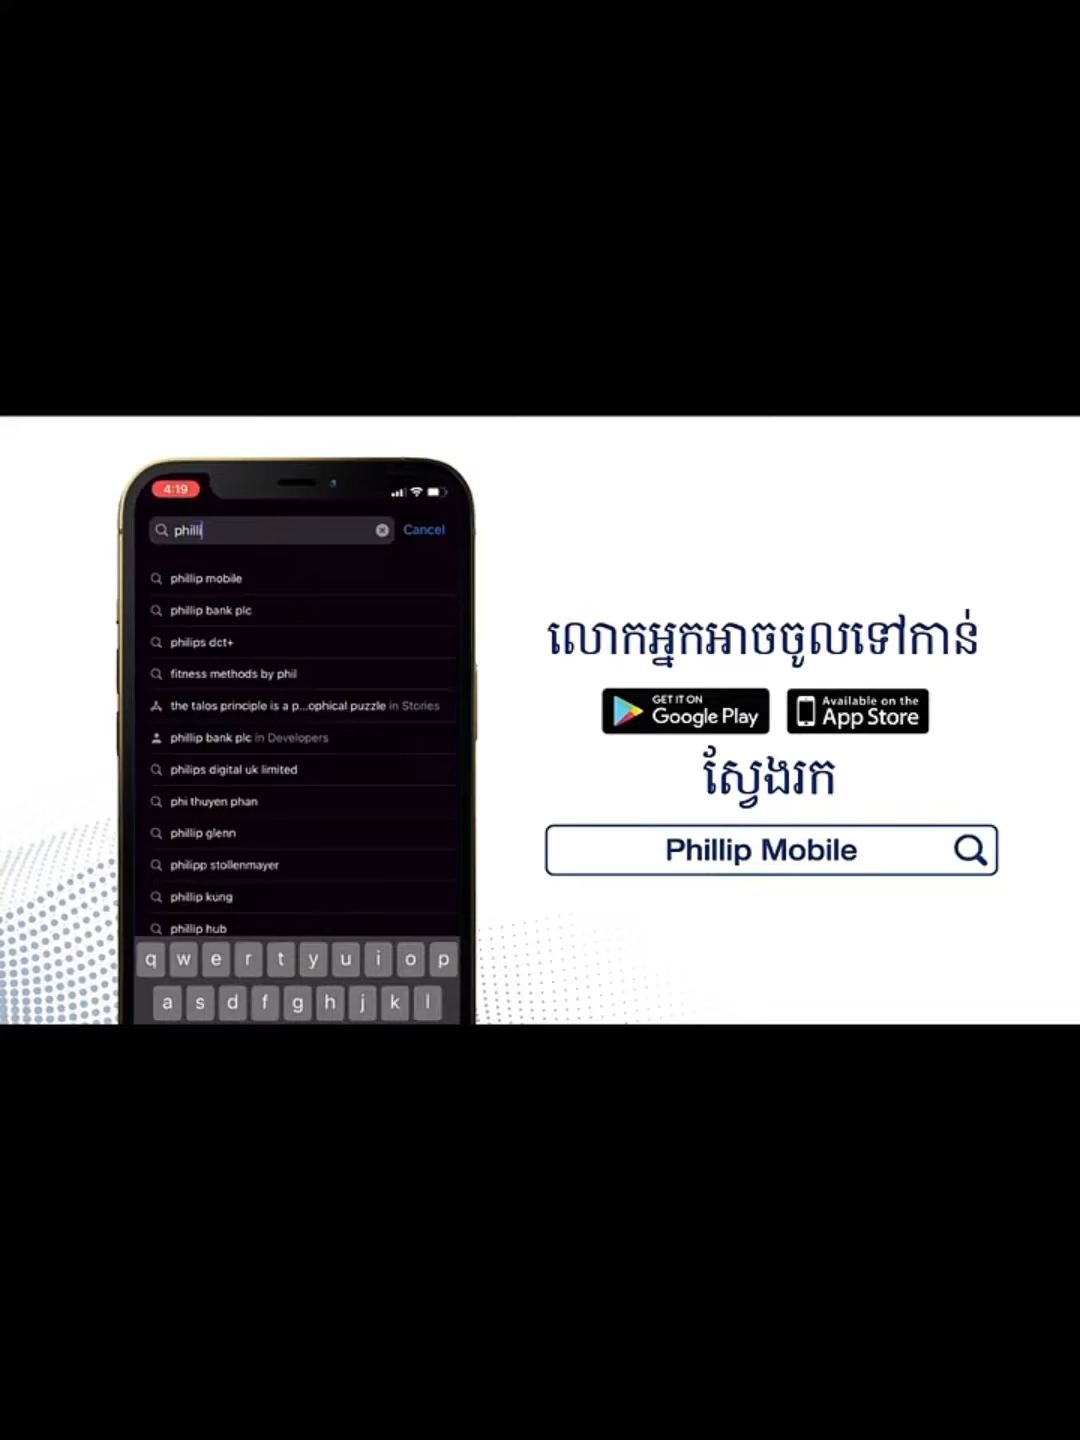 4:19
philli
Cancel
phillip mobile
phillip bank plc
philips dct+
fitness methods by phil
the talos principle is a p...ophical puzzle in Stories
phillip bank plc in Developers
philips digital uk limited
phi thuyen phan
phillip glenn
philipp stollenmayer
phillip kung
phillip hub
q w e r t y u i o p
a s d f g h j k l
លោកអ្នកអាចចូលទៅកាន់
GET IT ON
Google Play
Available on the
App Store
ស្វែងរក
Phillip Mobile